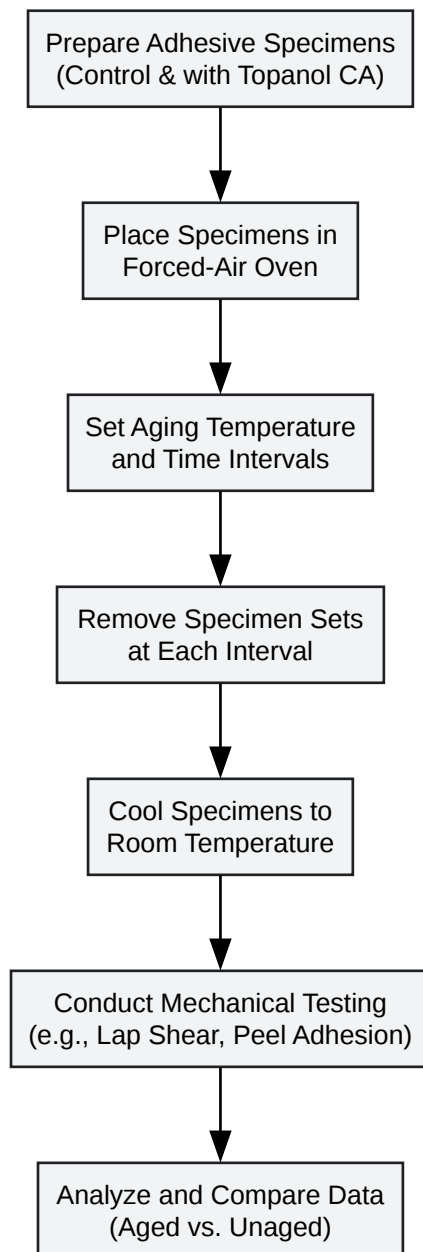 Prepare Adhesive Specimens
(Control & with Topanol CA)
Place Specimens in
Forced-Air Oven
Set Aging Temperature
and Time Intervals
Remove Specimen Sets
at Each Interval
Cool Specimens to
Room Temperature
Conduct Mechanical Testing
(e.g., Lap Shear, Peel Adhesion)
Analyze and Compare Data
(Aged vs. Unaged)